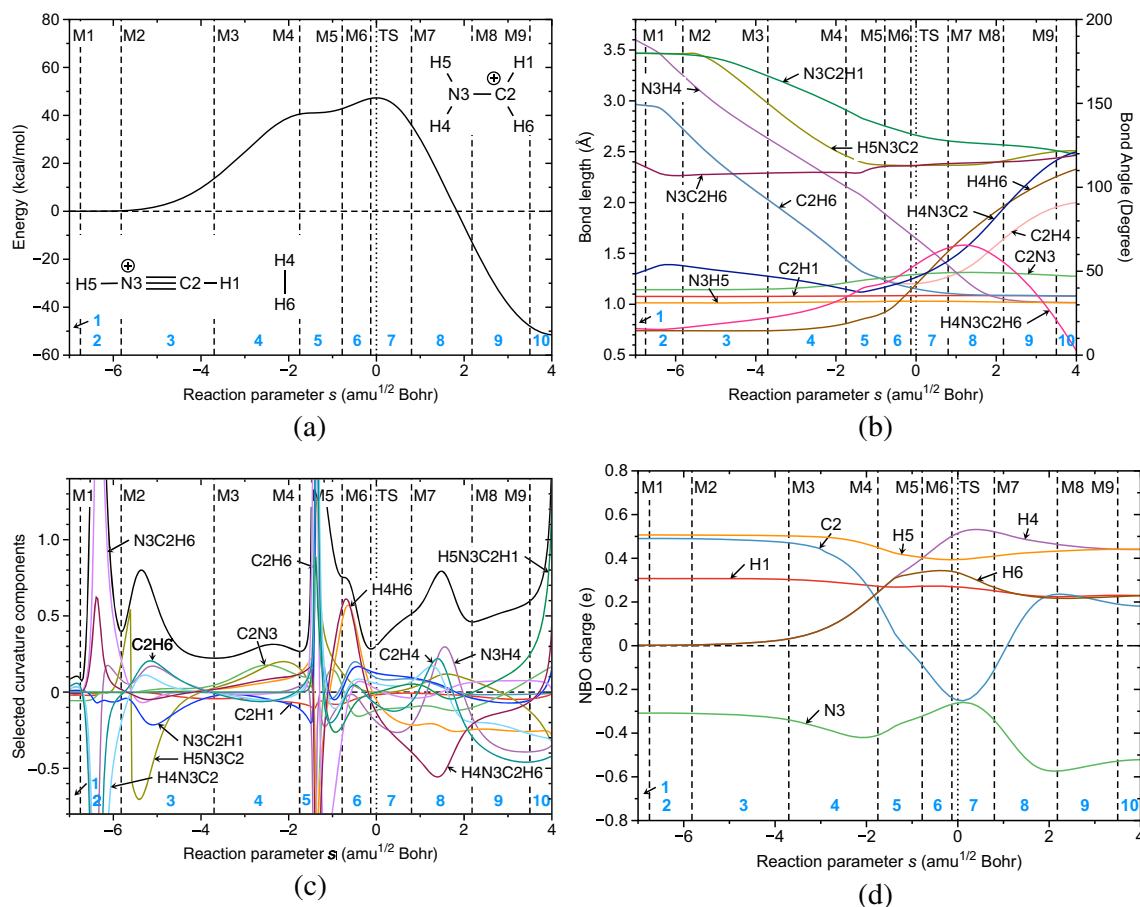 M1 M2 M3 M4 M5 M6 TS M7 M8 M9
60
40
20
0
−20
−40
−60
Energy (kcal/mol)
H5 H1
⊕
N3 C2
H4 H6
⊕
H5 N3 C2 H1
H4
H6
1
2 3 4 5 6 7 8 9 10
−6 −4 −2 0 2 4
Reaction parameter s (amu1/2 Bohr)
(a)
M1 M2 M3 M4 M5 M6 TS M7 M8 M9
3.5
3.0
2.5
2.0
1.5
1.0
0.5
Bond length (Å)
200
150
100
50
0
Bond Angle (Degree)
N3C2H1
N3H4
H5N3C2
N3C2H6
C2H6
H4H6
H4N3C2
C2H4
C2N3
C2H1
N3H5
H4N3C2H6
1
2 3 4 5 6 7 8 9 10
−6 −4 −2 0 2 4
Reaction parameter s (amu1/2 Bohr)
(b)
M1 M2 M3 M4 M5 M6 TS M7 M8 M9
1.0
0.5
0
−0.5
Selected curvature components
N3C2H6
C2H6
H5N3C2H1
H4H6
C2N3
C2H6
C2H4
N3H4
C2H1
N3C2H1
H5N3C2
H4N3C2
H4N3C2H6
1
2 3 4 5 6 7 8 9 10
−6 −4 −2 0 2 4
Reaction parameter s (amu1/2 Bohr)
(c)
M1 M2 M3 M4 M5 M6 TS M7 M8 M9
0.8
0.6
0.4
0.2
0
−0.2
−0.4
−0.6
−0.8
NBO charge (e)
C2
H5
H4
H1
H6
N3
1
2 3 4 5 6 7 8 9 10
−6 −4 −2 0 2 4
Reaction parameter s (amu1/2 Bohr)
(d)